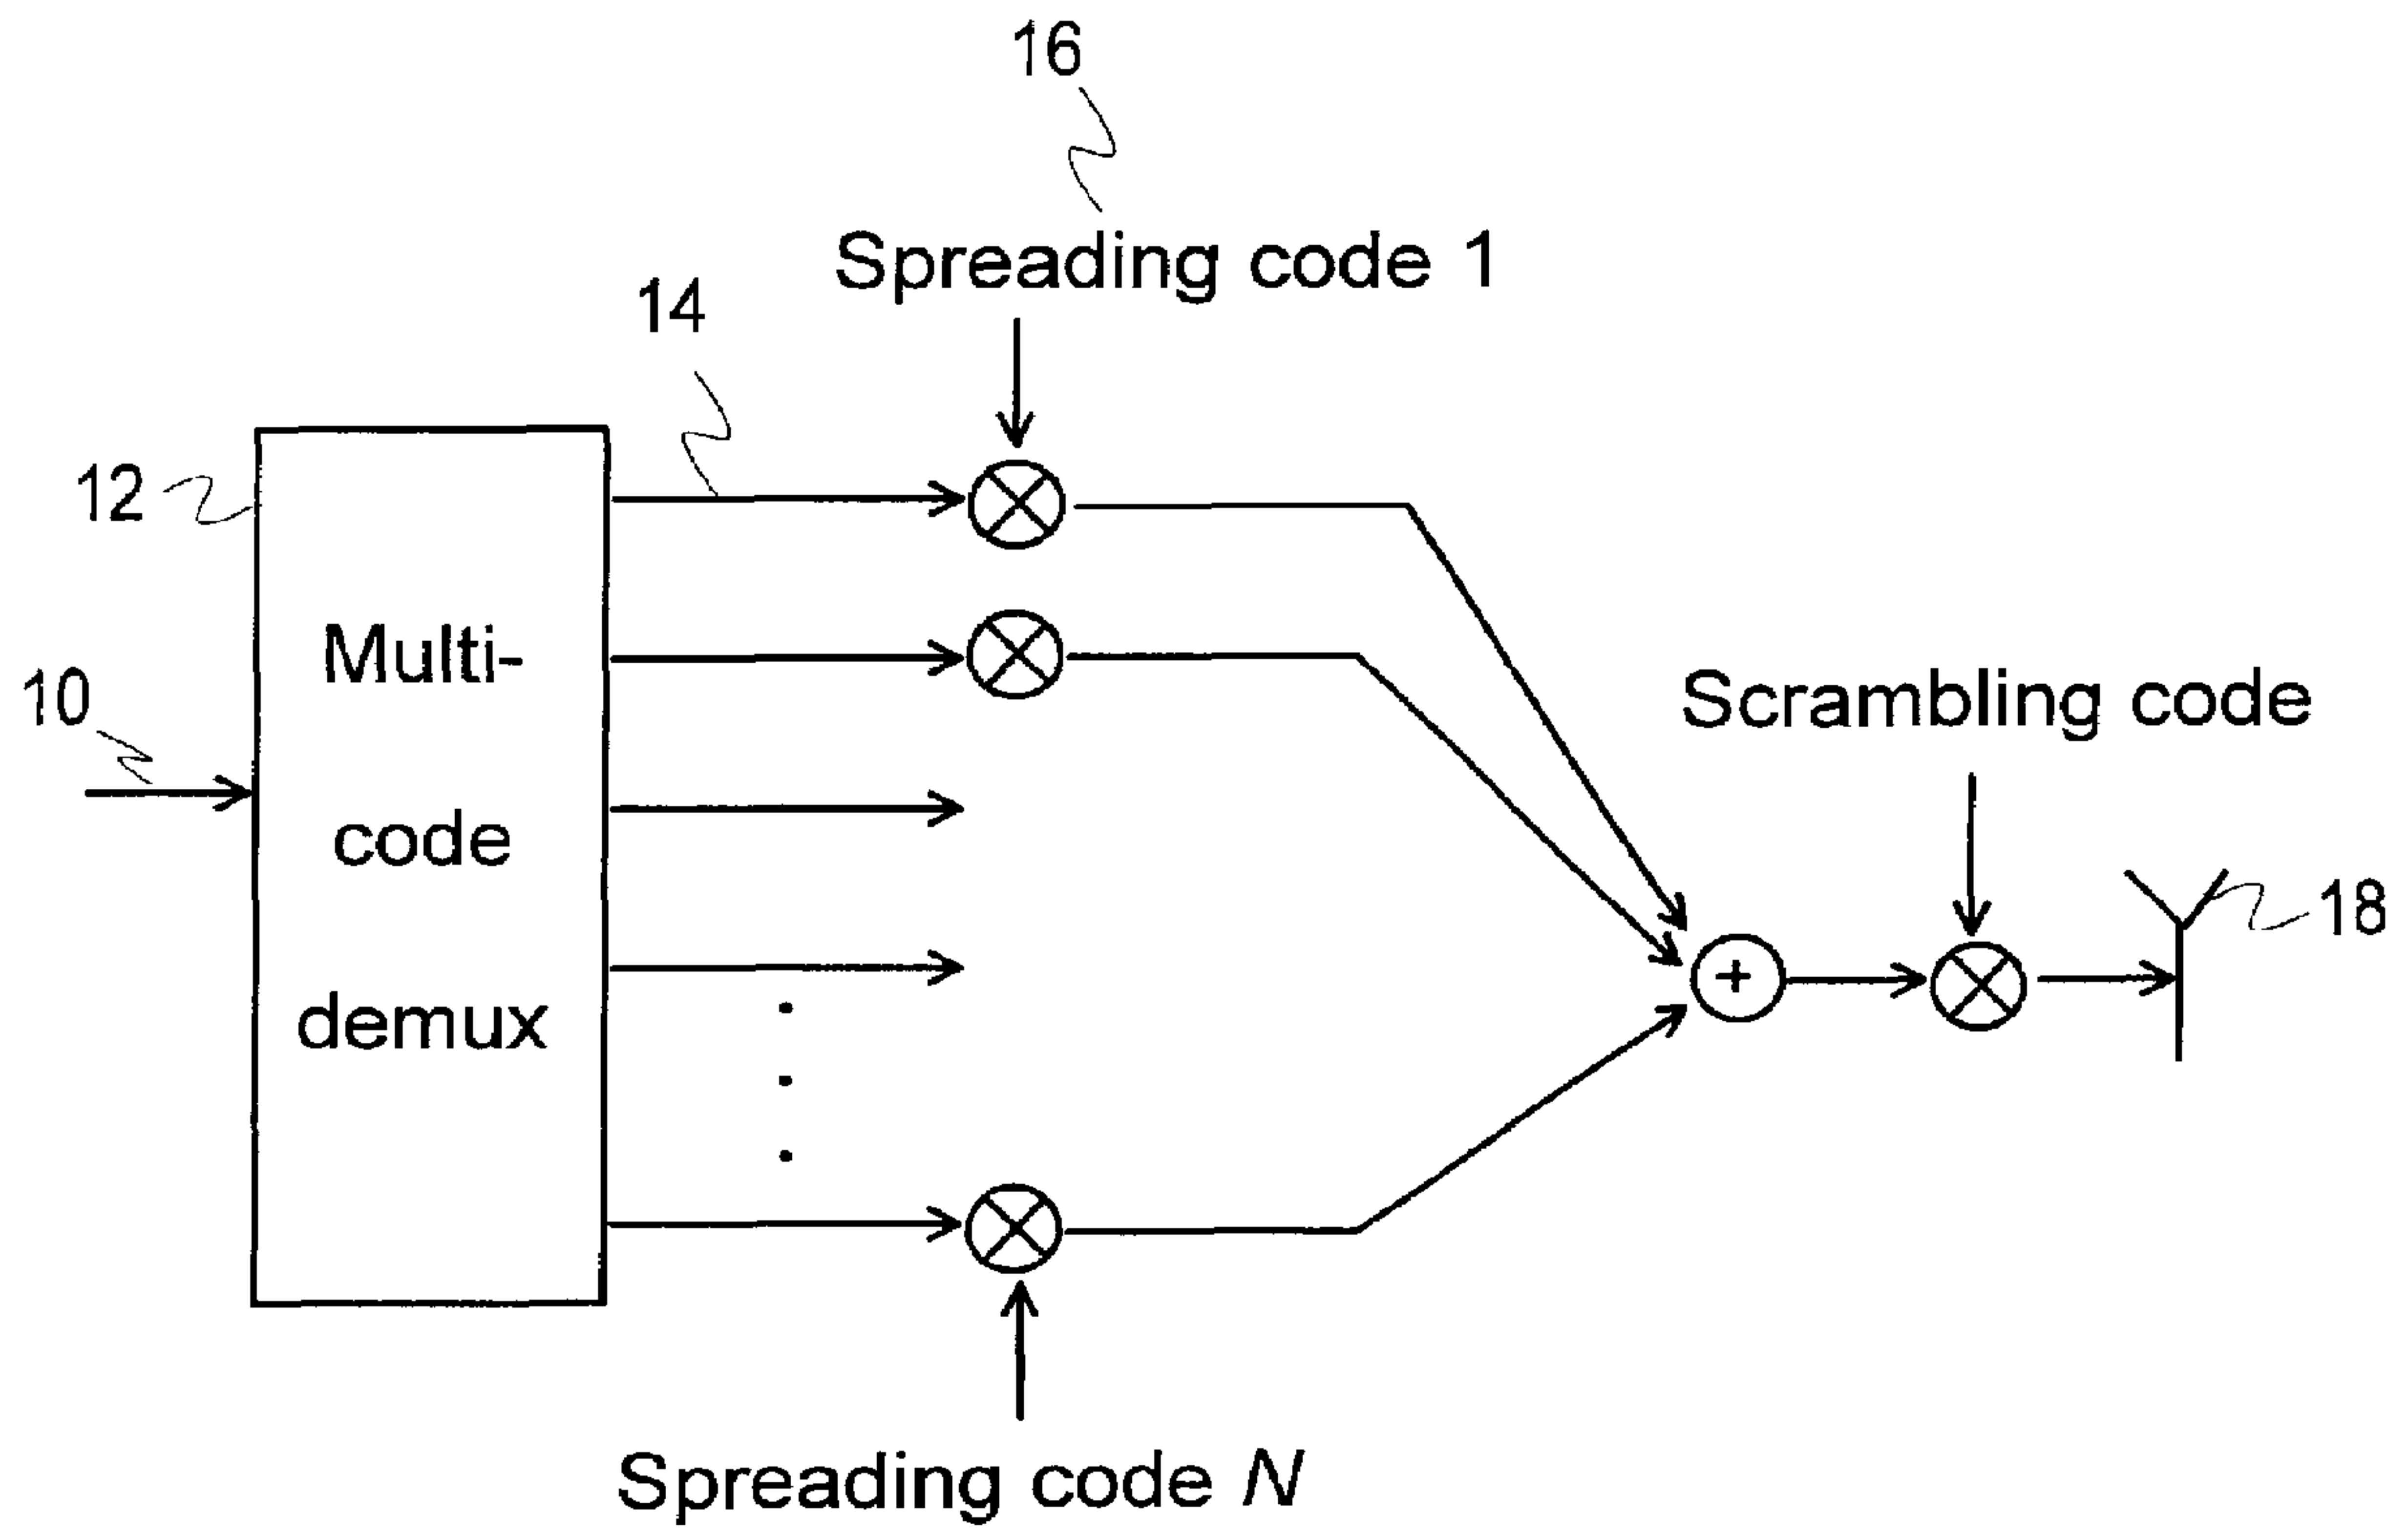 16
Spreading code 1
14
12
Multi-
code
demux
10
Scrambling code
18
+
Spreading code N